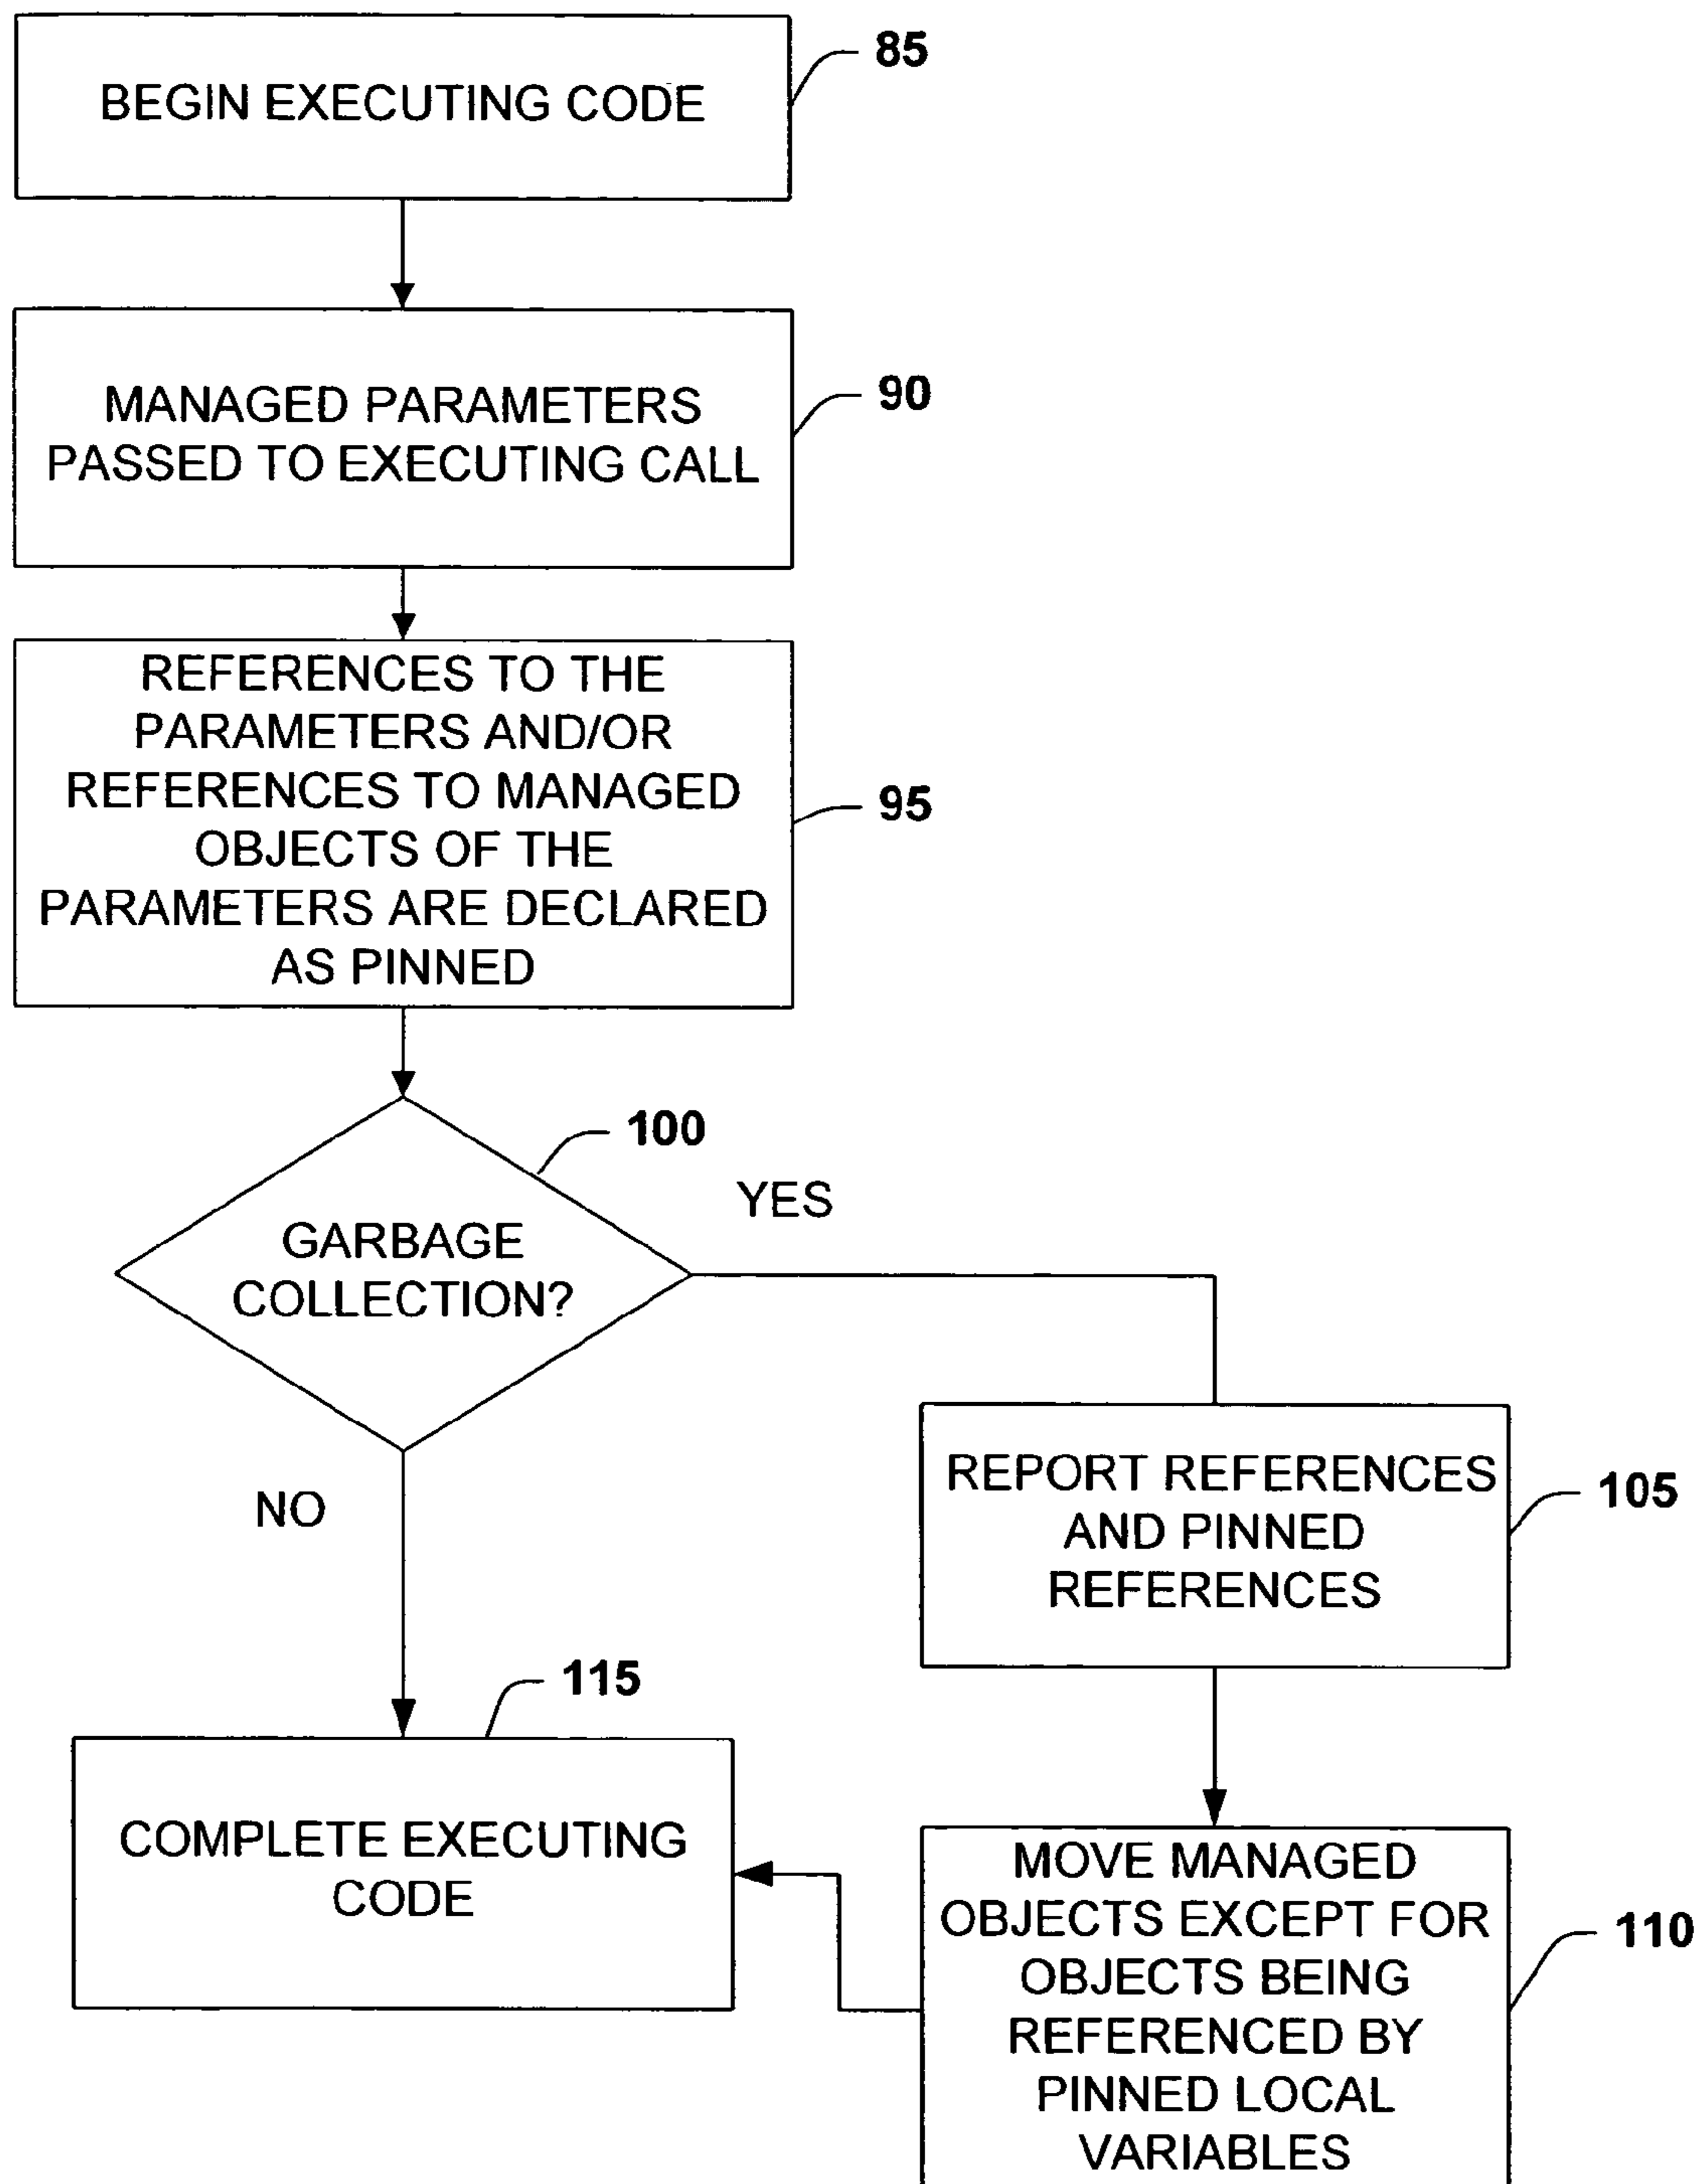 BEGIN EXECUTING CODE
85
MANAGED PARAMETERS
PASSED TO EXECUTING CALL
90
REFERENCES TO THE
PARAMETERS AND/OR
REFERENCES TO MANAGED
OBJECTS OF THE
PARAMETERS ARE DECLARED
AS PINNED
95
100
GARBAGE
COLLECTION?
YES
NO
REPORT REFERENCES
AND PINNED
REFERENCES
105
115
COMPLETE EXECUTING
CODE
MOVE MANAGED
OBJECTS EXCEPT FOR
OBJECTS BEING
REFERENCED BY
PINNED LOCAL
VARIABLES
110